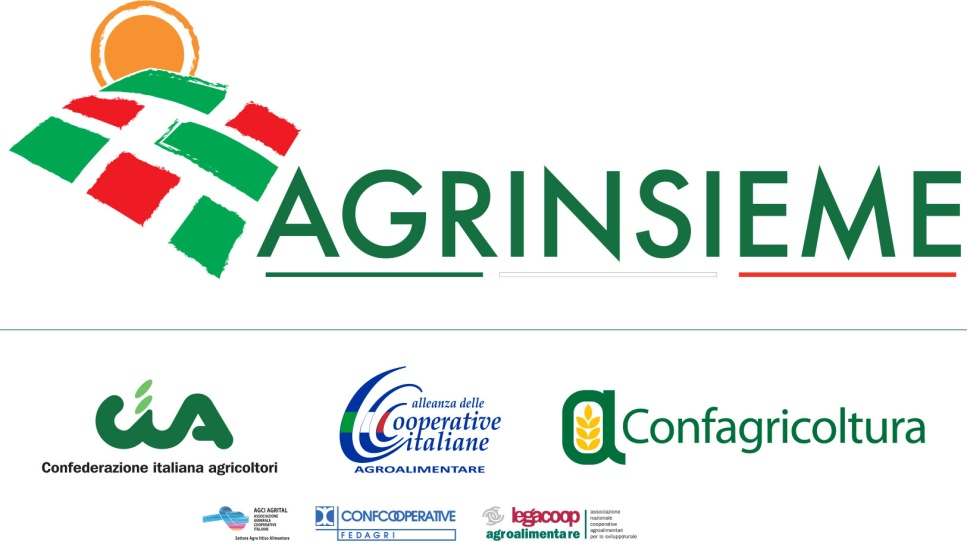 AGRINSIEME
CIA
Confederazione italiana agricoltori
alleanza delle
Cooperative
italiane
AGROALIMENTARE
a Confagricoltura
AGCI AGRITAL
ASSOCIAZIONE
GENERALE
COOPERATIVE
ITALIANE
Settore Agro Ittico Alimentare
CONFCOOPERATIVE
FEDAGRI
legacoop
agroalimentare
associazione
nazionale
cooperative
agroalimentari
per lo sviluppo rurale